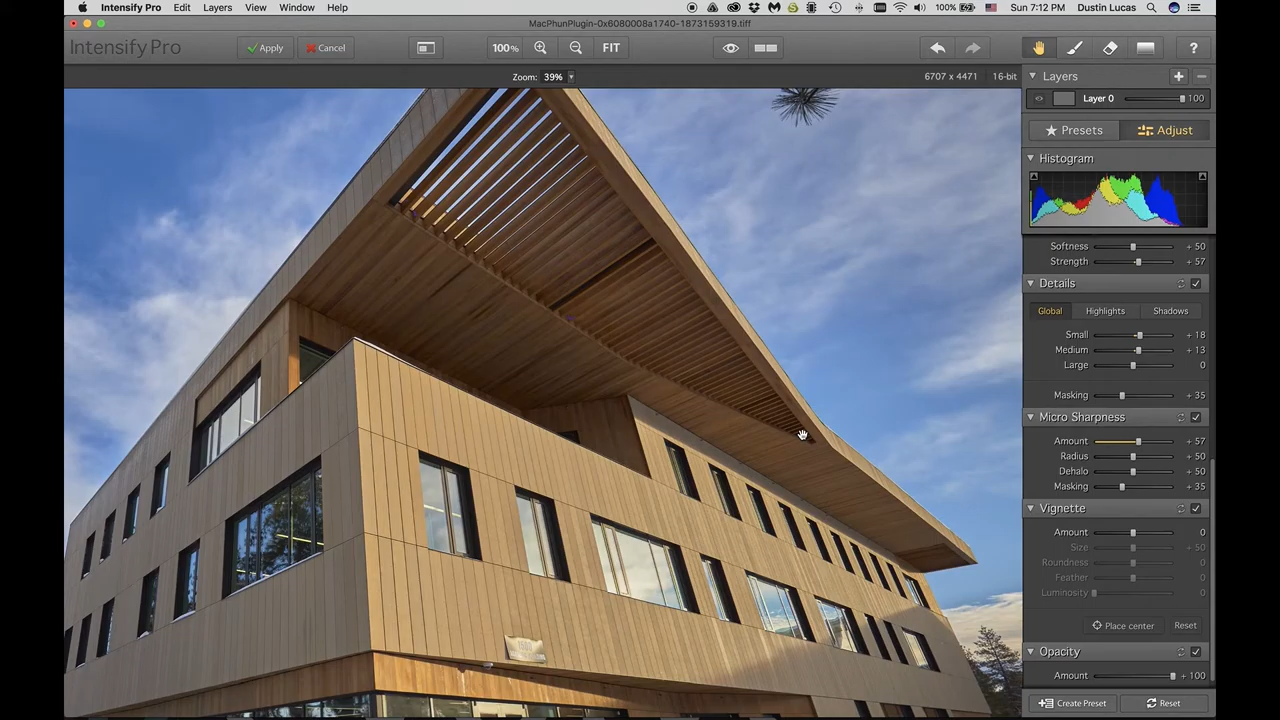 Intensify Pro Edit Layers View Window Help 100% Sun 7:12 PM Dustin Lucas
MacPhunPlugin-0x6080008a1740-1873159319.tiff
Intensify Pro Apply Cancel 100% FIT ?
Zoom: 39% 6707 x 4471 16-bit
Layers
Layer 0 100
Presets Adjust
Histogram
Softness + 50
Strength + 57
Details
Global Highlights Shadows
Small + 18
Medium + 13
Large 0
Masking + 35
Micro Sharpness
Amount + 57
Radius + 50
Dehalo + 50
Masking + 35
Vignette
Amount 0
Size + 50
Roundness 0
Feather 0
Luminosity 0
Place center Reset
Opacity
Amount + 100
Create Preset Reset